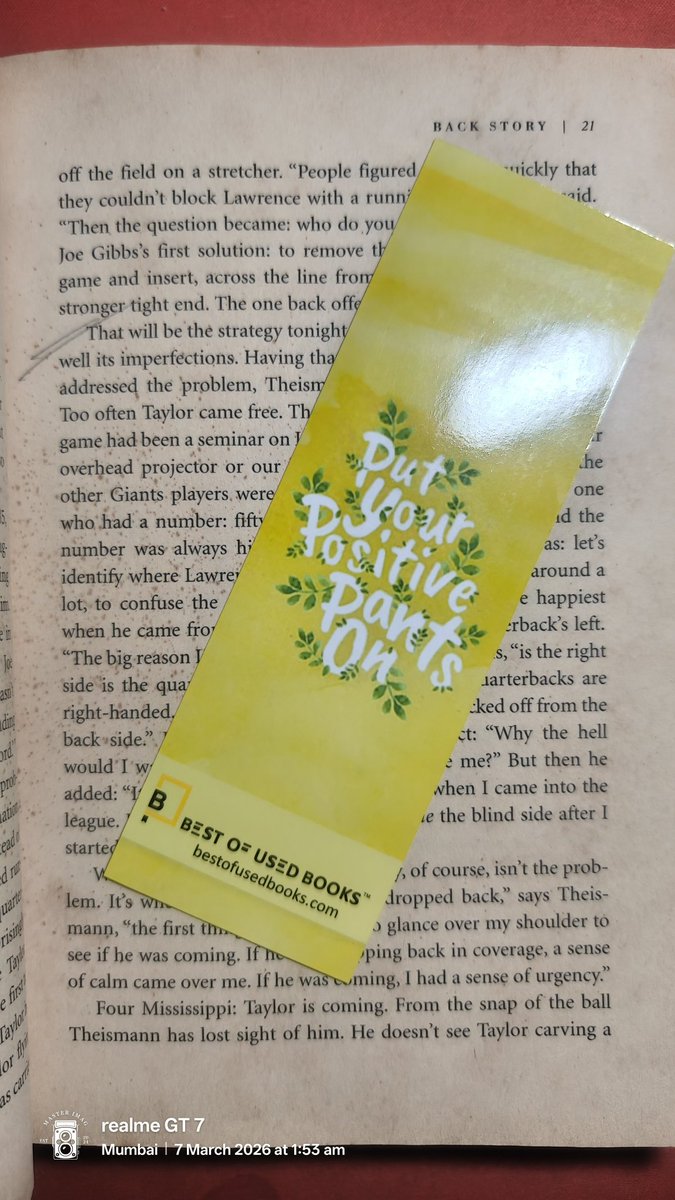 BACK STORY | 21
off the field on a stretcher. “People figured uickly that
they couldn’t block Lawrence with a runni said.
“Then the question became: who do you
Joe Gibbs’s first solution: to remove th
game and insert, across the line from
stronger tight end. The one back offe
That will be the strategy tonight
well its imperfections. Having tha
addressed the problem, Theism
Too often Taylor came free. Th
game had been a seminar on
overhead projector or our the
other Giants players were one
who had a number: fifty d the
number was always hi as: let’s
identify where Lawre around a
lot, to confuse the e happiest
when he came fro erback’s left.
“The big reason s, “is the right
side is the qua uarterbacks are
right-handed. cked off from the
back side.” ct: “Why the hell
would I w e me?” But then he
added: “I when I came into the
league. the blind side after I
started
, of course, isn’t the prob-
lem. It’s dropped back,” says Theis-
mann, “the first th o glance over my shoulder to
see if he was coming. If he pping back in coverage, a sense
of calm came over me. If he was coming, I had a sense of urgency.”
Four Mississippi: Taylor is coming. From the snap of the ball
Theismann has lost sight of him. He doesn’t see Taylor carving a
Put
Your
Positive
Pants
On
B
BEST OF USED BOOKS™
bestofusedbooks.com
realme GT 7
Mumbai | 7 March 2026 at 1:53 am